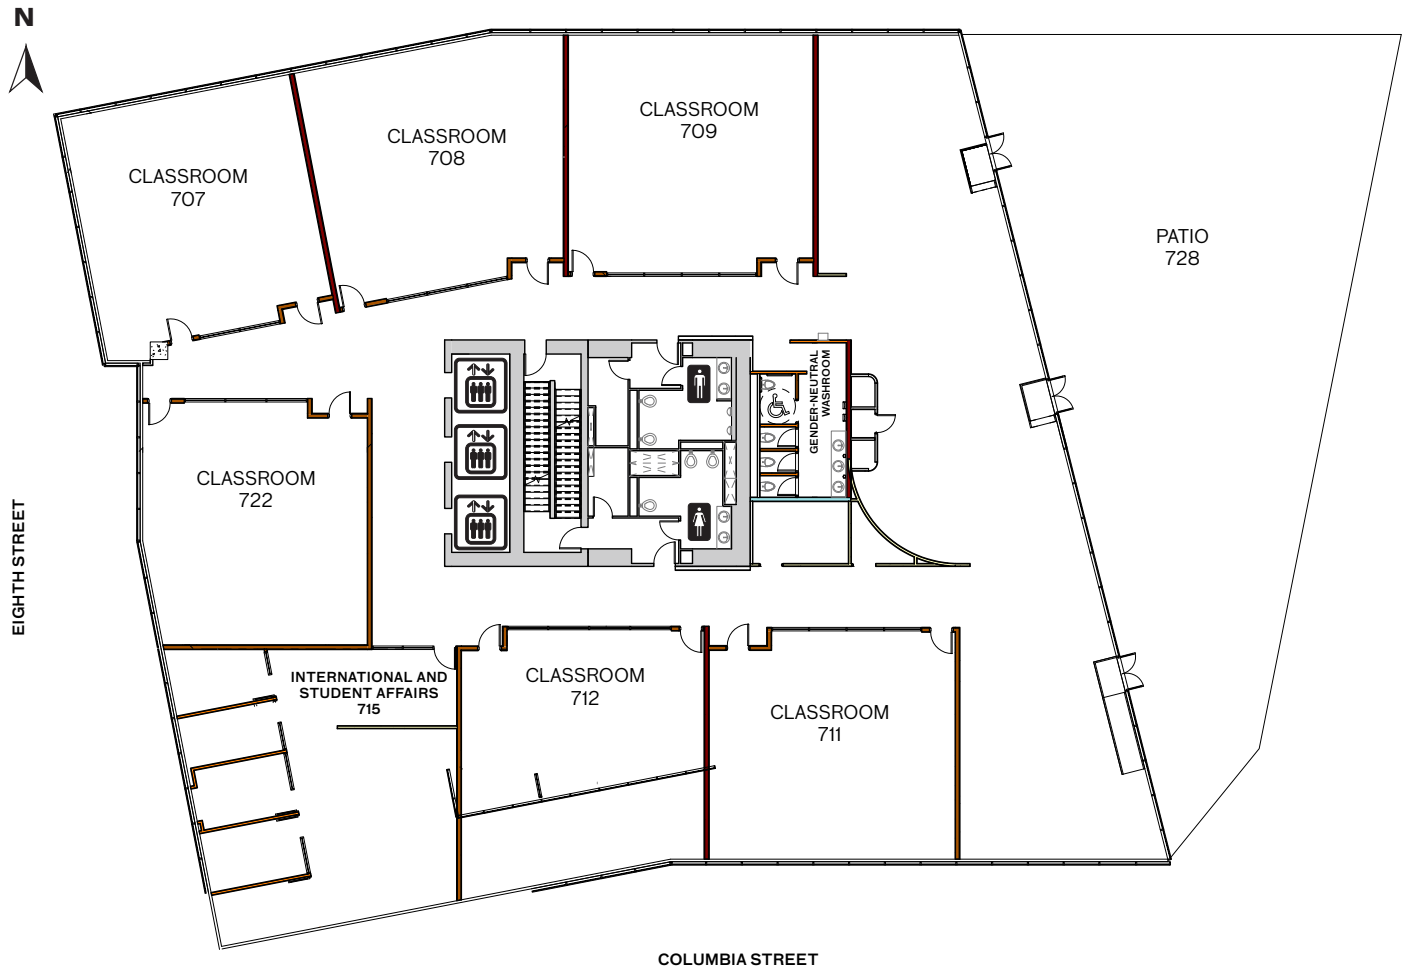 N
CLASSROOM
709
CLASSROOM
708
CLASSROOM
707
PATIO
728
GENDER-NEUTRAL
WASHROOM
CLASSROOM
722
EIGHTH STREET
INTERNATIONAL AND
STUDENT AFFAIRS
715
CLASSROOM
712
CLASSROOM
711
COLUMBIA STREET